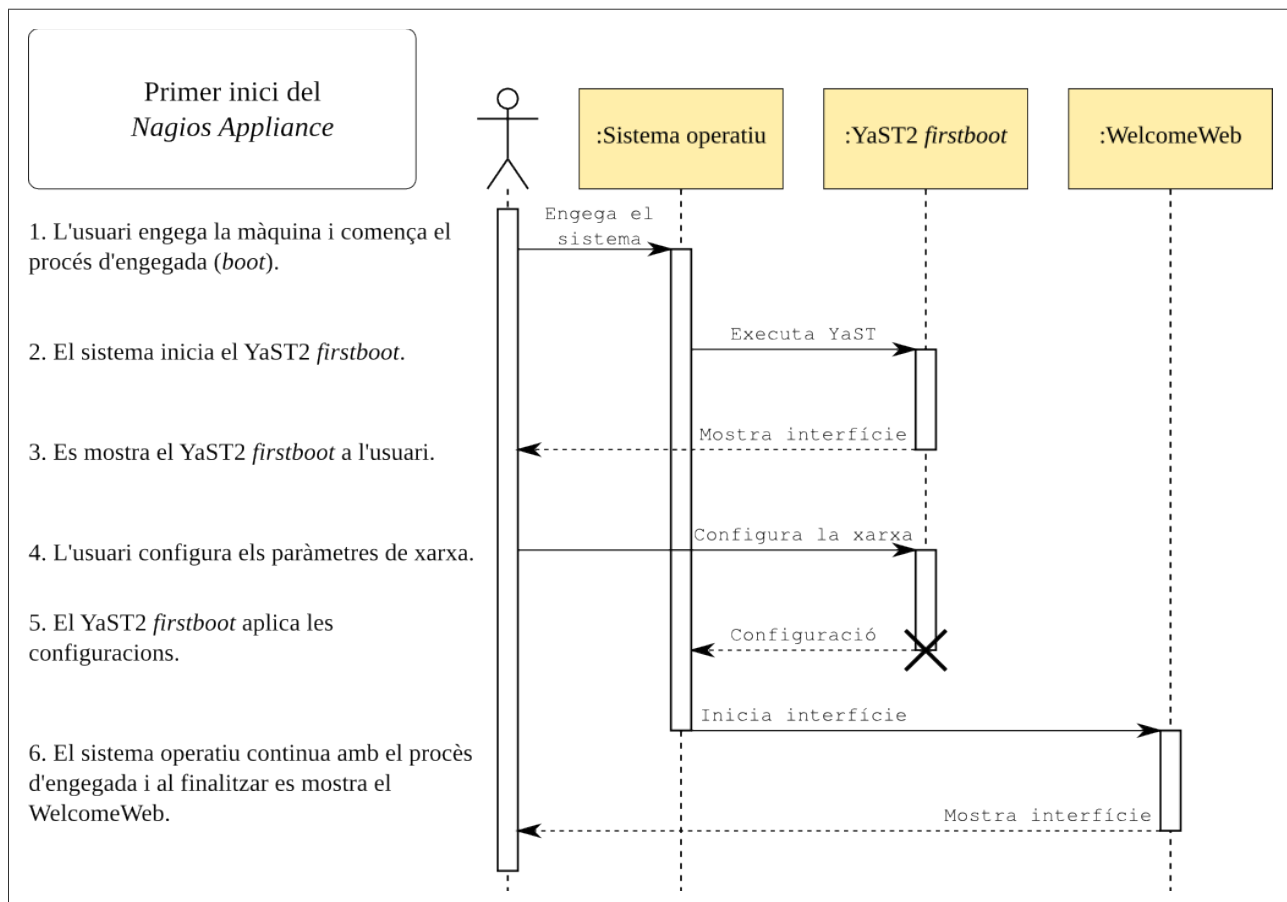 Primer inici del
Nagios Appliance
:Sistema operatiu
:YaST2 firstboot
:WelcomeWeb
1. L'usuari engega la màquina i comença el
procés d'engegada (boot).
Engega el
sistema
2. El sistema inicia el YaST2 firstboot.
Executa YaST
3. Es mostra el YaST2 firstboot a l'usuari.
Mostra interfície
4. L'usuari configura els paràmetres de xarxa.
Configura la xarxa
5. El YaST2 firstboot aplica les
configuracions.
Configuració
Inicia interfície
6. El sistema operatiu continua amb el procès
d'engegada i al finalitzar es mostra el
WelcomeWeb.
Mostra interfície